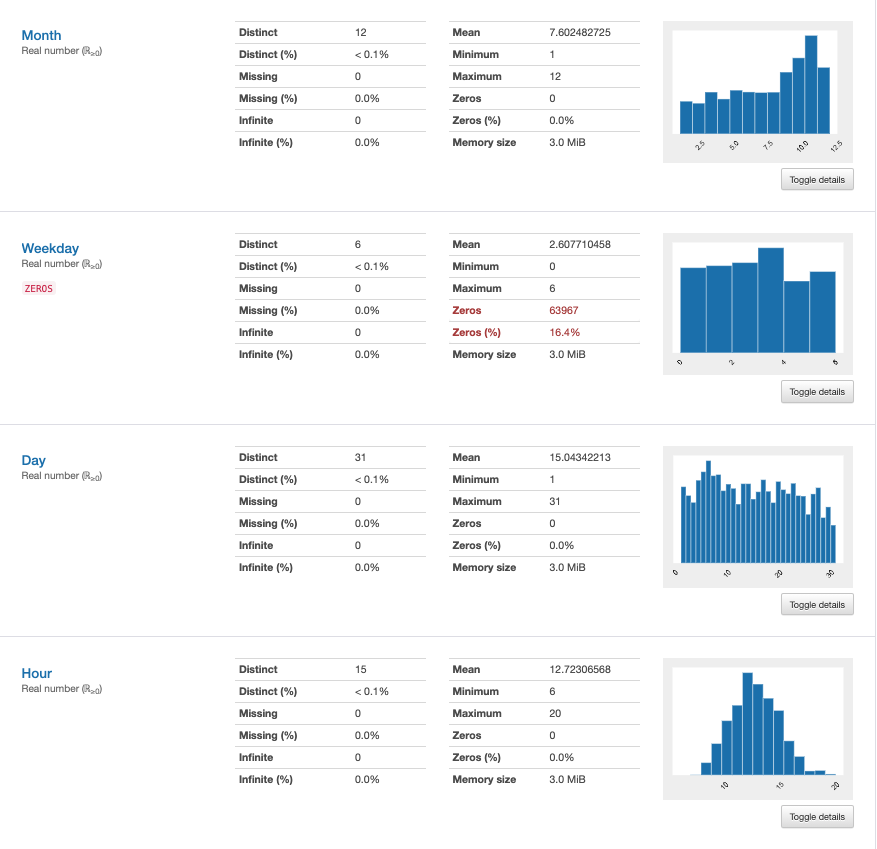 Month
Real number (ℝ≥0)
Distinct 12
Distinct (%) < 0.1%
Missing 0
Missing (%) 0.0%
Infinite 0
Infinite (%) 0.0%
Mean 7.602482725
Minimum 1
Maximum 12
Zeros 0
Zeros (%) 0.0%
Memory size 3.0 MiB
2.5 5.0 7.5 10.0 12.5
Toggle details
Weekday
Real number (ℝ≥0)
ZEROS
Distinct 6
Distinct (%) < 0.1%
Missing 0
Missing (%) 0.0%
Infinite 0
Infinite (%) 0.0%
Mean 2.607710458
Minimum 0
Maximum 6
Zeros 63967
Zeros (%) 16.4%
Memory size 3.0 MiB
0 2 4 6
Toggle details
Day
Real number (ℝ≥0)
Distinct 31
Distinct (%) < 0.1%
Missing 0
Missing (%) 0.0%
Infinite 0
Infinite (%) 0.0%
Mean 15.04342213
Minimum 1
Maximum 31
Zeros 0
Zeros (%) 0.0%
Memory size 3.0 MiB
0 10 20 30
Toggle details
Hour
Real number (ℝ≥0)
Distinct 15
Distinct (%) < 0.1%
Missing 0
Missing (%) 0.0%
Infinite 0
Infinite (%) 0.0%
Mean 12.72306568
Minimum 6
Maximum 20
Zeros 0
Zeros (%) 0.0%
Memory size 3.0 MiB
10 15 20
Toggle details